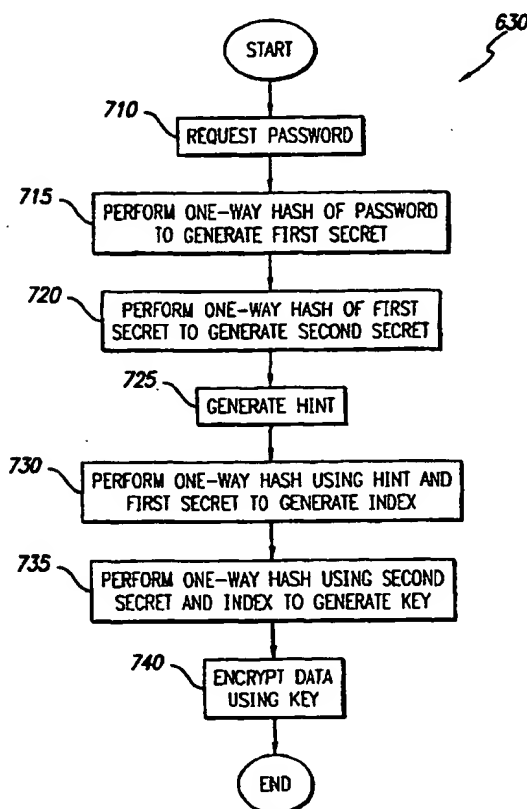 630
START
710
REQUEST PASSWORD
715
PERFORM ONE-WAY HASH OF PASSWORD
TO GENERATE FIRST SECRET
720
PERFORM ONE-WAY HASH OF FIRST
SECRET TO GENERATE SECOND SECRET
725
GENERATE HINT
730
PERFORM ONE-WAY HASH USING HINT AND
FIRST SECRET TO GENERATE INDEX
735
PERFORM ONE-WAY HASH USING SECOND
SECRET AND INDEX TO GENERATE KEY
740
ENCRYPT DATA
USING KEY
END